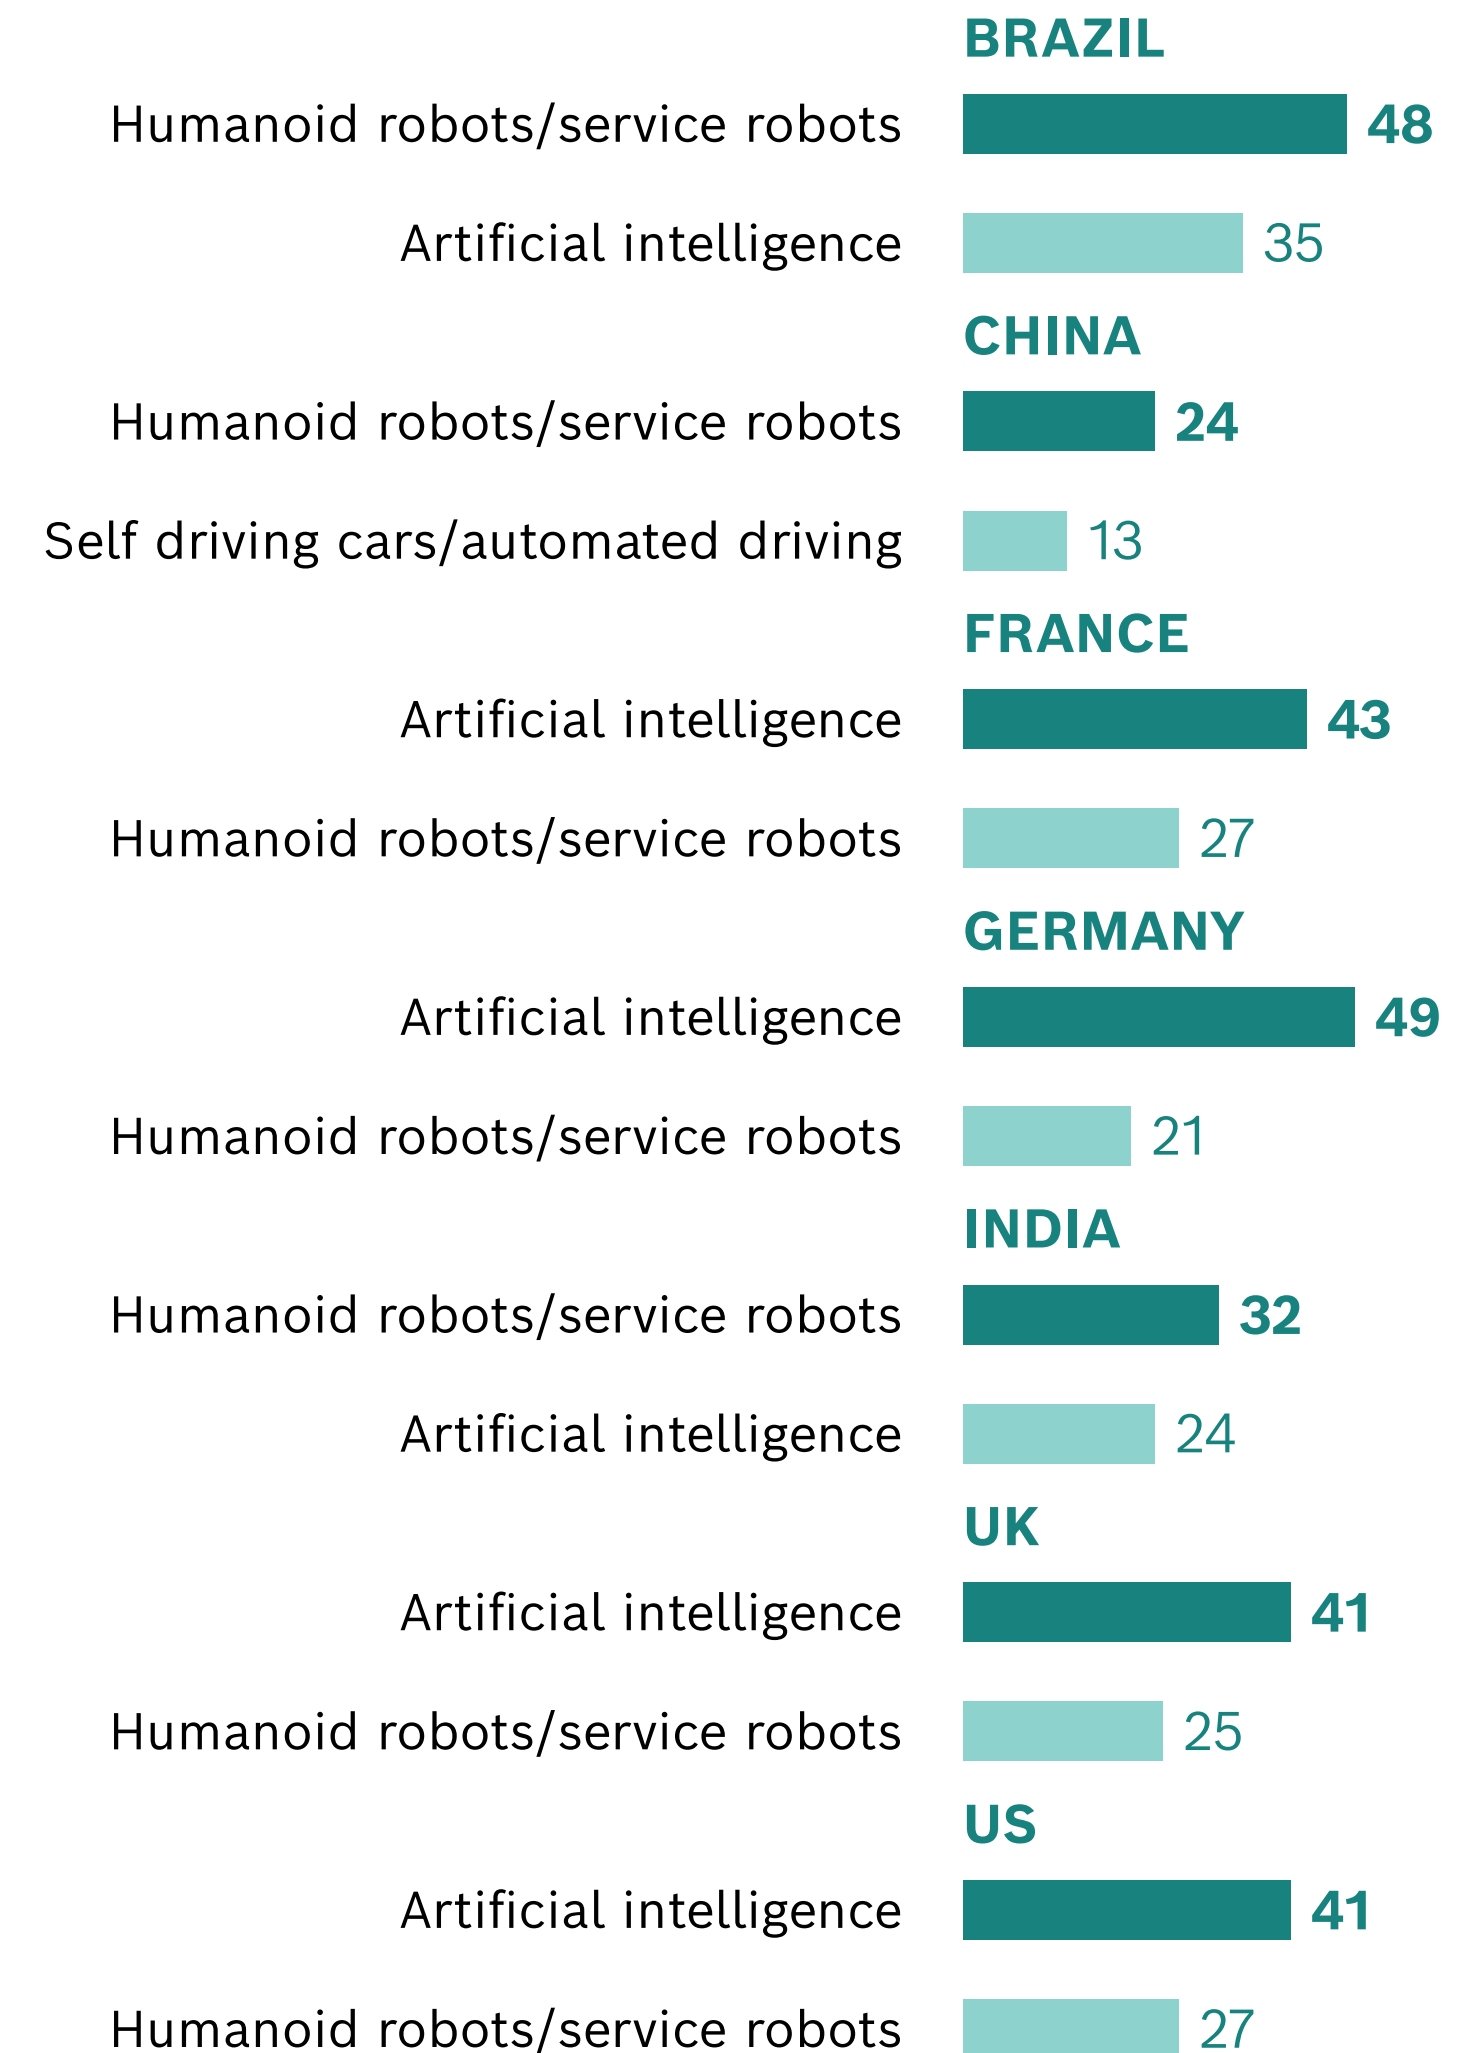 BRAZIL
Humanoid robots/service robots 48
Artificial intelligence 35
CHINA
Humanoid robots/service robots 24
Self driving cars/automated driving 13
FRANCE
Artificial intelligence 43
Humanoid robots/service robots 27
GERMANY
Artificial intelligence 49
Humanoid robots/service robots 21
INDIA
Humanoid robots/service robots 32
Artificial intelligence 24
UK
Artificial intelligence 41
Humanoid robots/service robots 25
US
Artificial intelligence 41
Humanoid robots/service robots 27